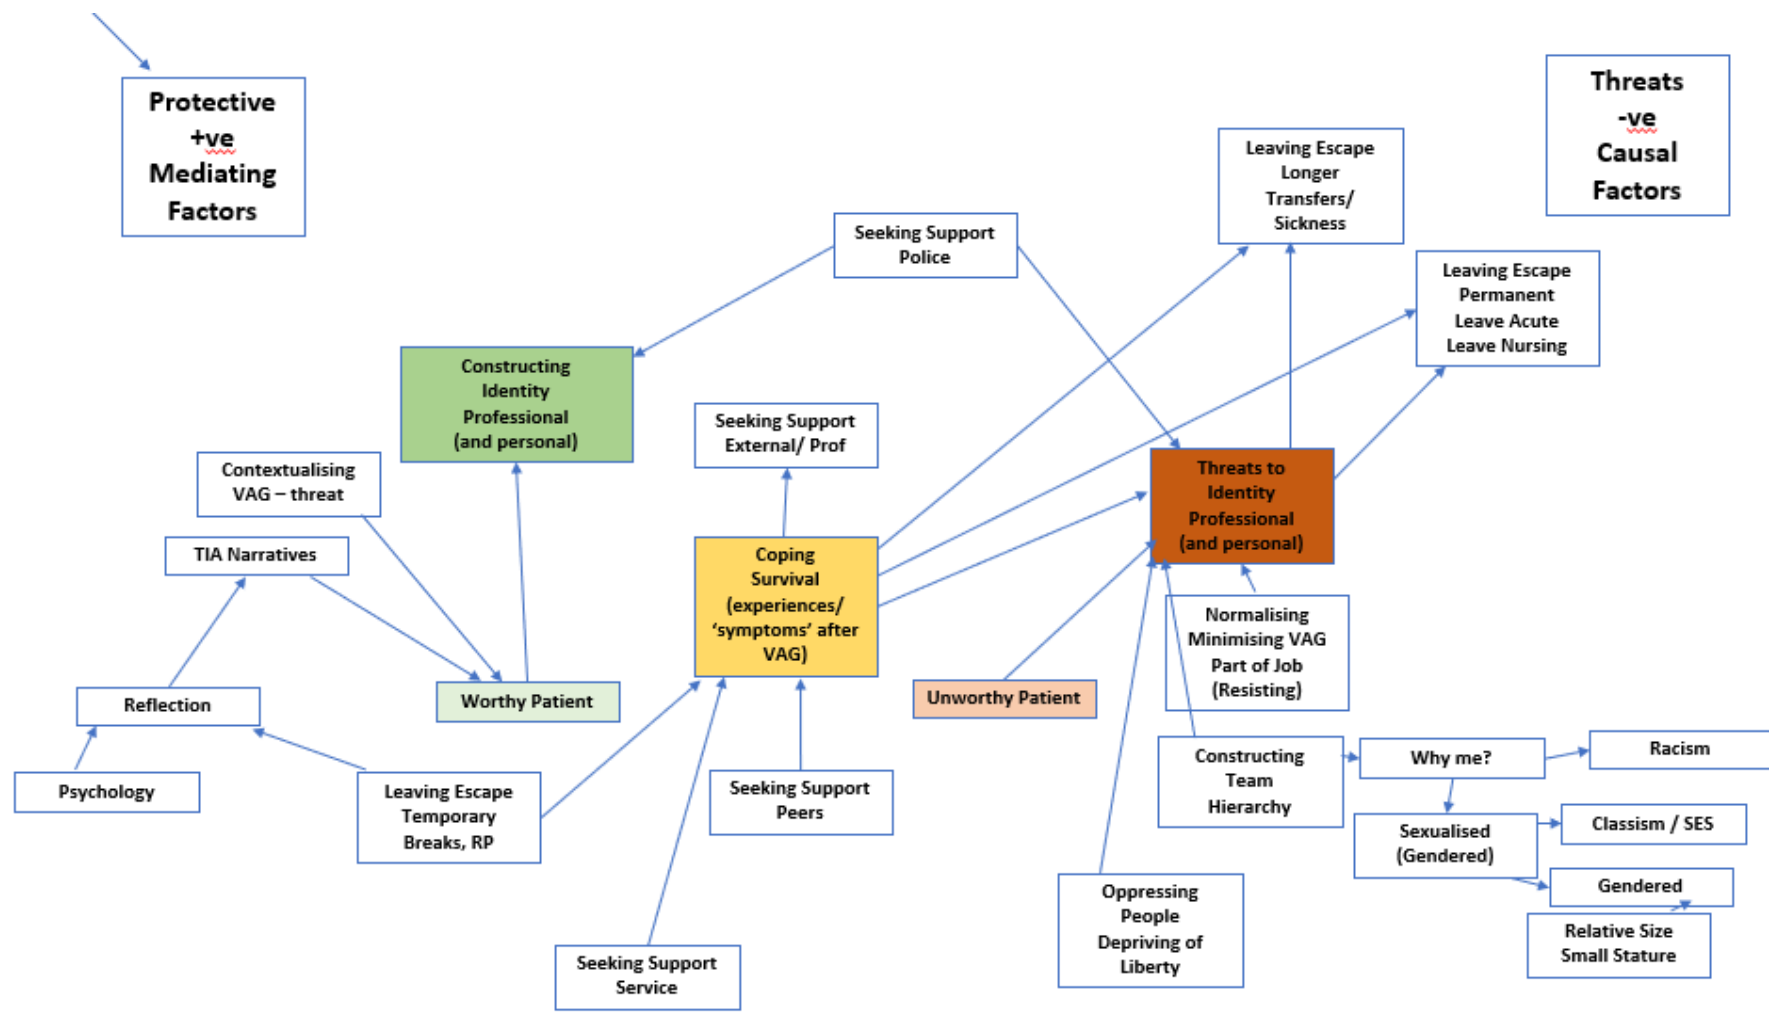 Protective
+ve
Mediating
Factors
Threats
-ve
Causal
Factors
Leaving Escape
Longer
Transfers/
Sickness
Seeking Support
Police
Leaving Escape
Permanent
Leave Acute
Leave Nursing
Constructing
Identity
Professional
(and personal)
Seeking Support
External/ Prof
Contextualising
VAG – threat
Threats to
Identity
Professional
(and personal)
TIA Narratives
Coping
Survival
(experiences/
‘symptoms’ after
VAG)
Normalising
Minimising VAG
Part of Job
(Resisting)
Reflection
Worthy Patient
Unworthy Patient
Psychology
Leaving Escape
Temporary
Breaks, RP
Seeking Support
Peers
Constructing
Team
Hierarchy
Why me?
Racism
Sexualised
(Gendered)
Classism / SES
Gendered
Relative Size
Small Stature
Oppressing
People
Depriving of
Liberty
Seeking Support
Service